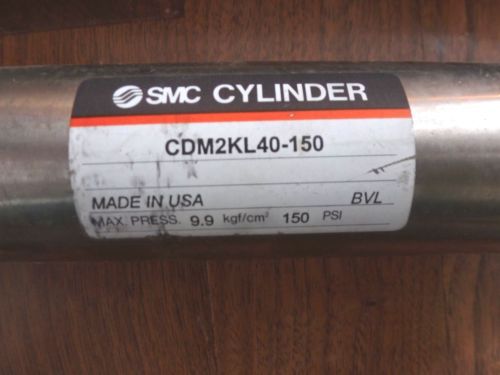 SMC CYLINDER
CDM2KL40-150
MADE IN USA BVL
MAX. PRESS. 9.9 kgf/cm² 150 PSI